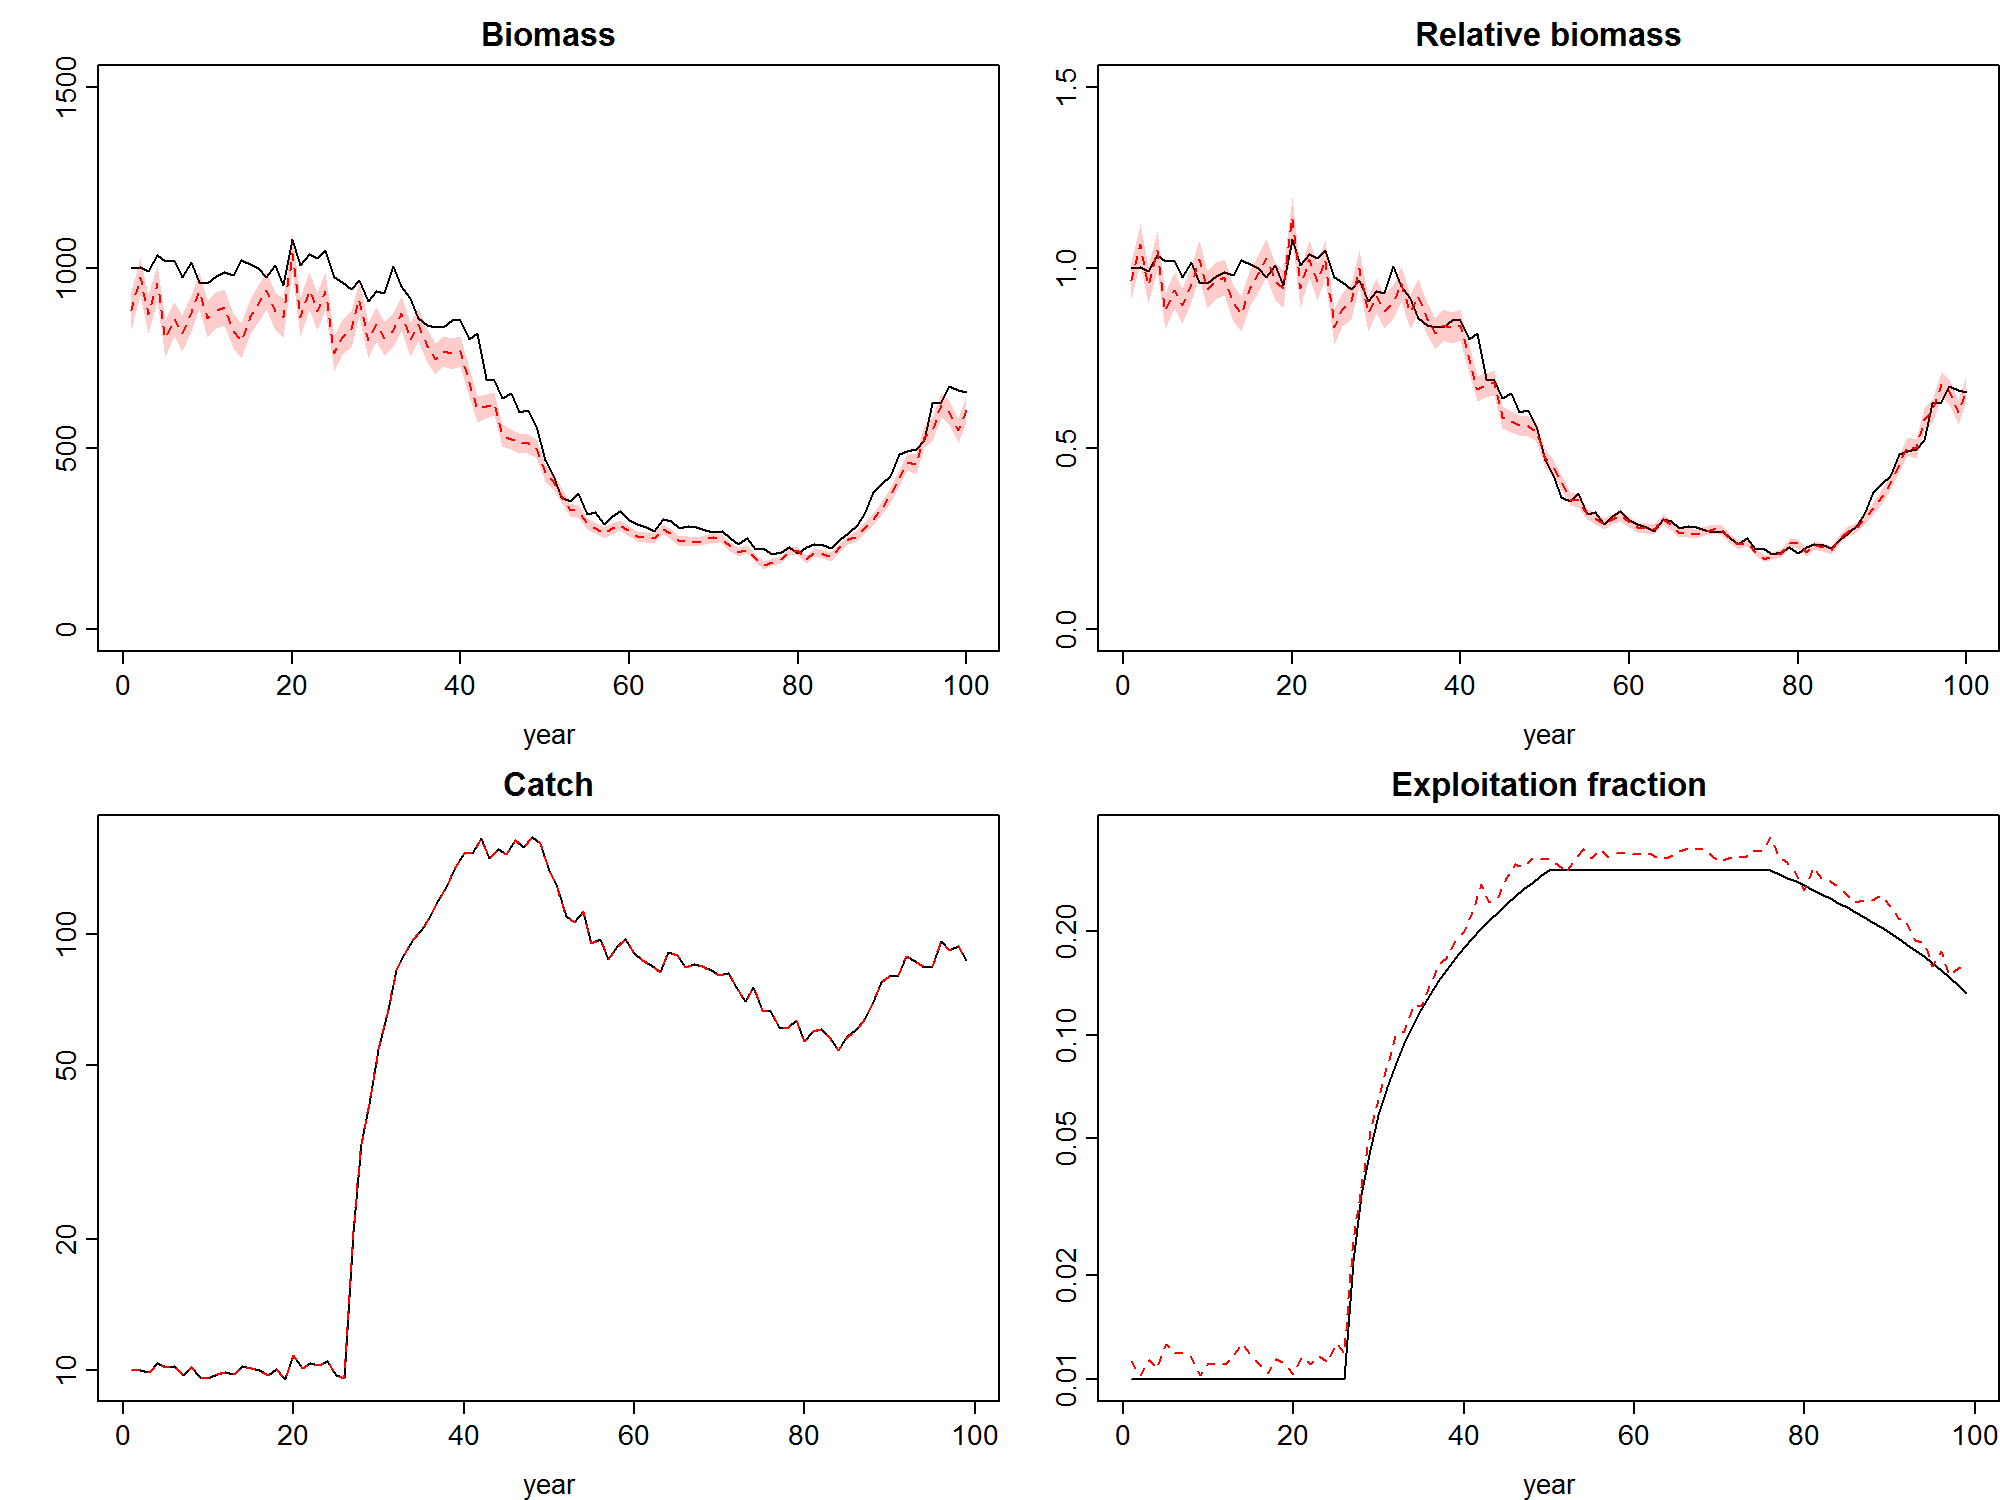 Biomass
1500
1000
500
0
0 20 40 60 80 100
year
Relative biomass
1.5
1.0
0.5
0.0
0 20 40 60 80 100
year
Catch
100
50
20
10
0 20 40 60 80 100
year
Exploitation fraction
0.20
0.10
0.05
0.02
0.01
0 20 40 60 80 100
year